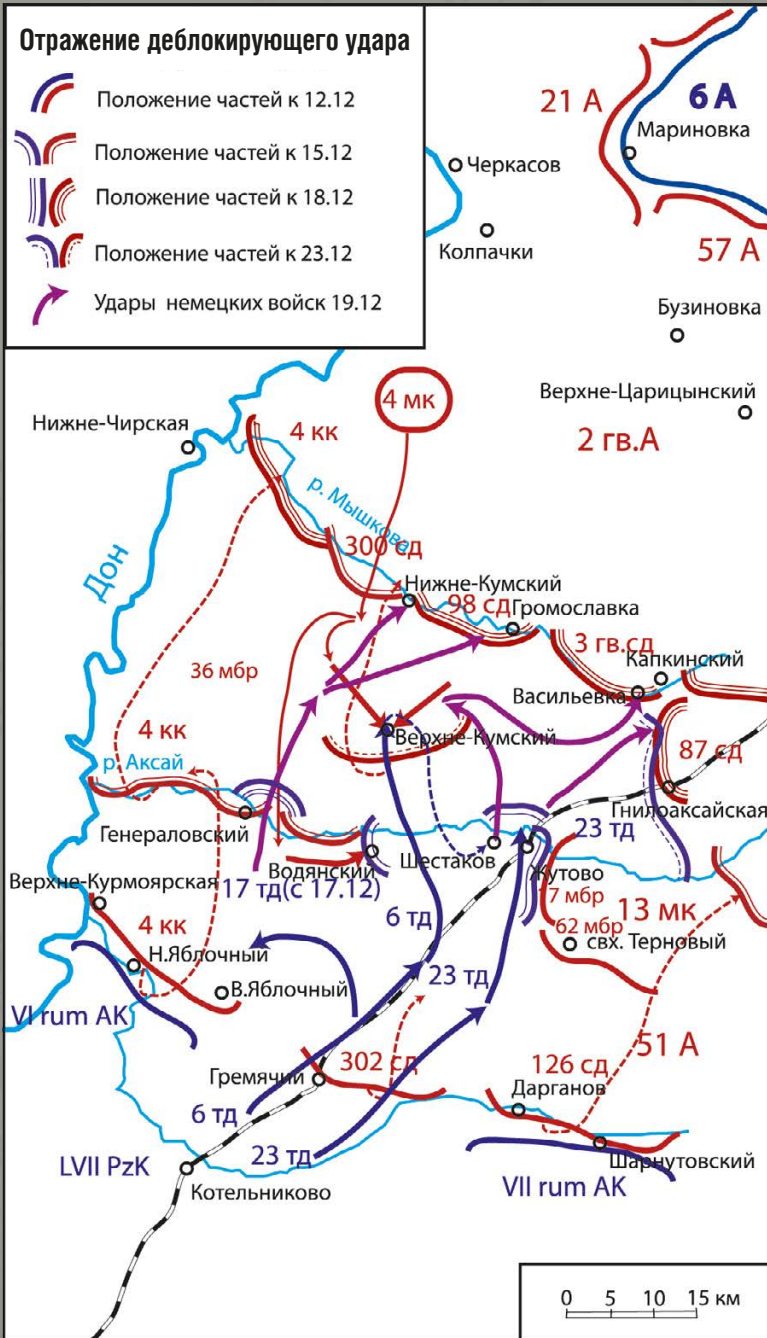 Отражение деблокирующего удара
Положение частей к 12.12
Положение частей к 15.12
Положение частей к 18.12
Положение частей к 23.12
Удары немецких войск 19.12
21 А
6 А
Мариновка
Черкасов
Колпачки
57 А
Бузиновка
Верхне-Царицынский
4 мк
Нижне-Чирская
4 кк
2 гв.А
р. Мышкова
Дон
300 сд
Нижне-Кумский
98 сд
Громославка
3 гв.сд
Капкинский
36 мбр
Васильевка
4 кк
Верхне-Кумский
р. Аксай
87 сд
Гнилоаксайская
Генераловский
23 тд
Водянский
Шестаков
Жутово
Верхне-Курмоярская
17 тд(с 17.12)
7 мбр
13 мк
4 кк
6 тд
62 мбр
свх. Терновый
Н.Яблочный
23 тд
В.Яблочный
VI rum AK
51 А
302 сд
126 сд
Гремячий
Дарганов
6 тд
23 тд
Шарнутовский
LVII PzK
VII rum AK
Котельниково
0 5 10 15 км